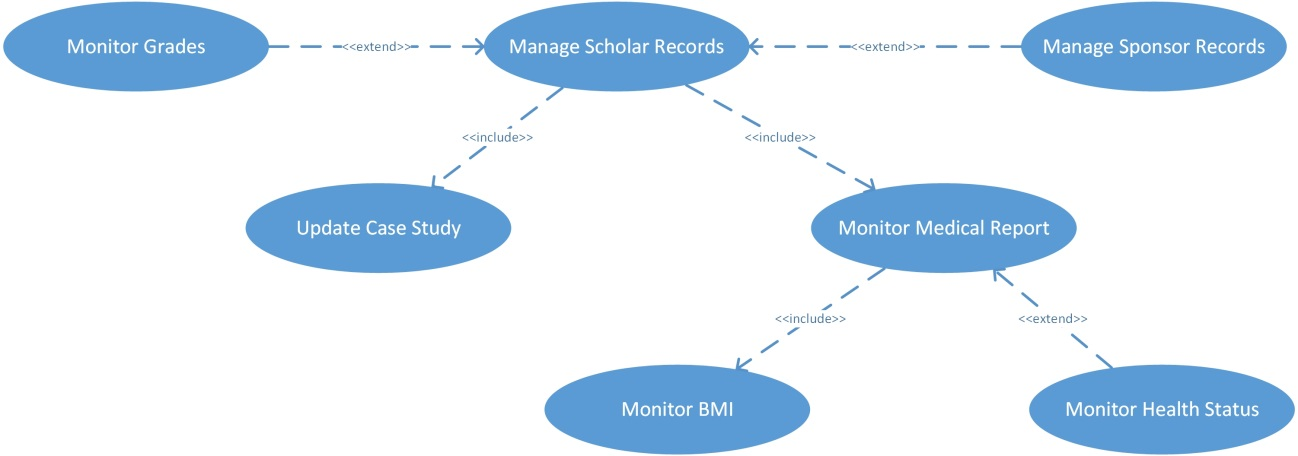 Monitor Grades
<<extend>>
Manage Scholar Records
<<extend>>
Manage Sponsor Records
<<include>>
<<include>>
Update Case Study
Monitor Medical Report
<<include>>
<<extend>>
Monitor BMI
Monitor Health Status